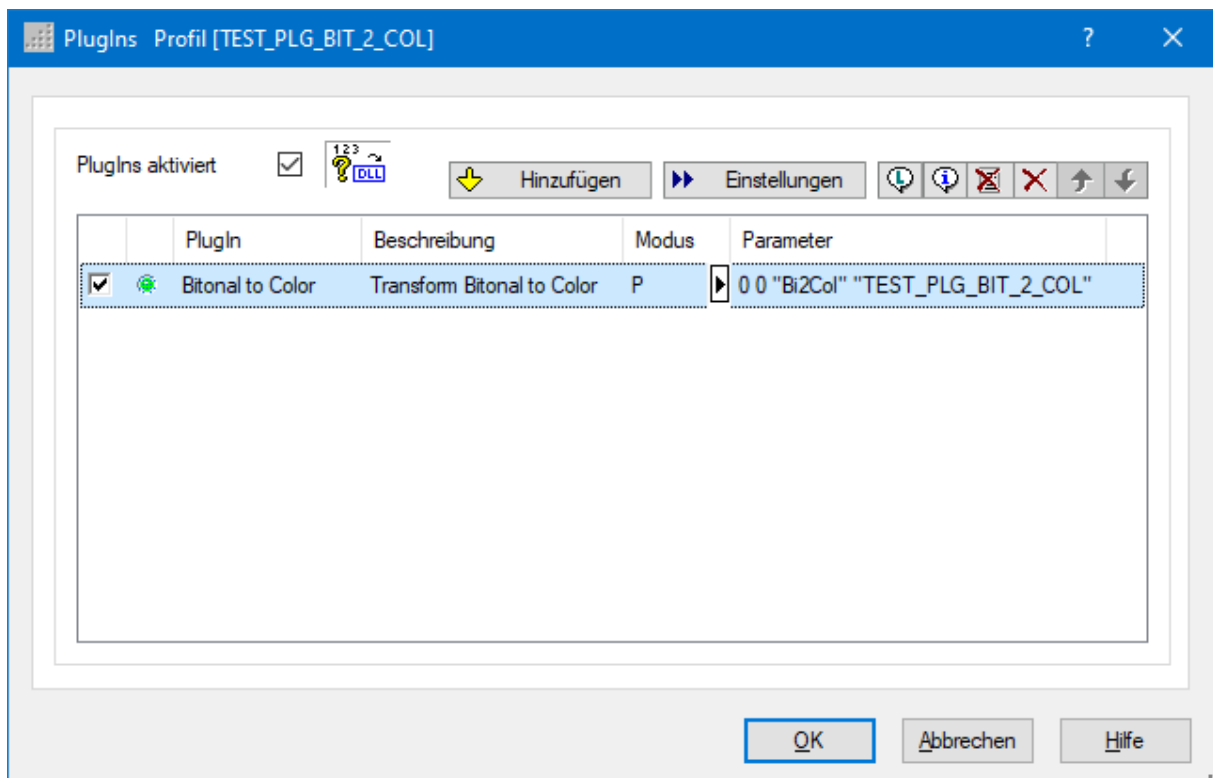 PlugIns Profil [TEST_PLG_BIT_2_COL] ?
123
PlugIns aktiviert DLL Hinzufügen Einstellungen L i
PlugIn Beschreibung Modus Parameter
Bitonal to Color Transform Bitonal to Color P 0 0 "Bi2Col" "TEST_PLG_BIT_2_COL"
OK Abbrechen Hilfe